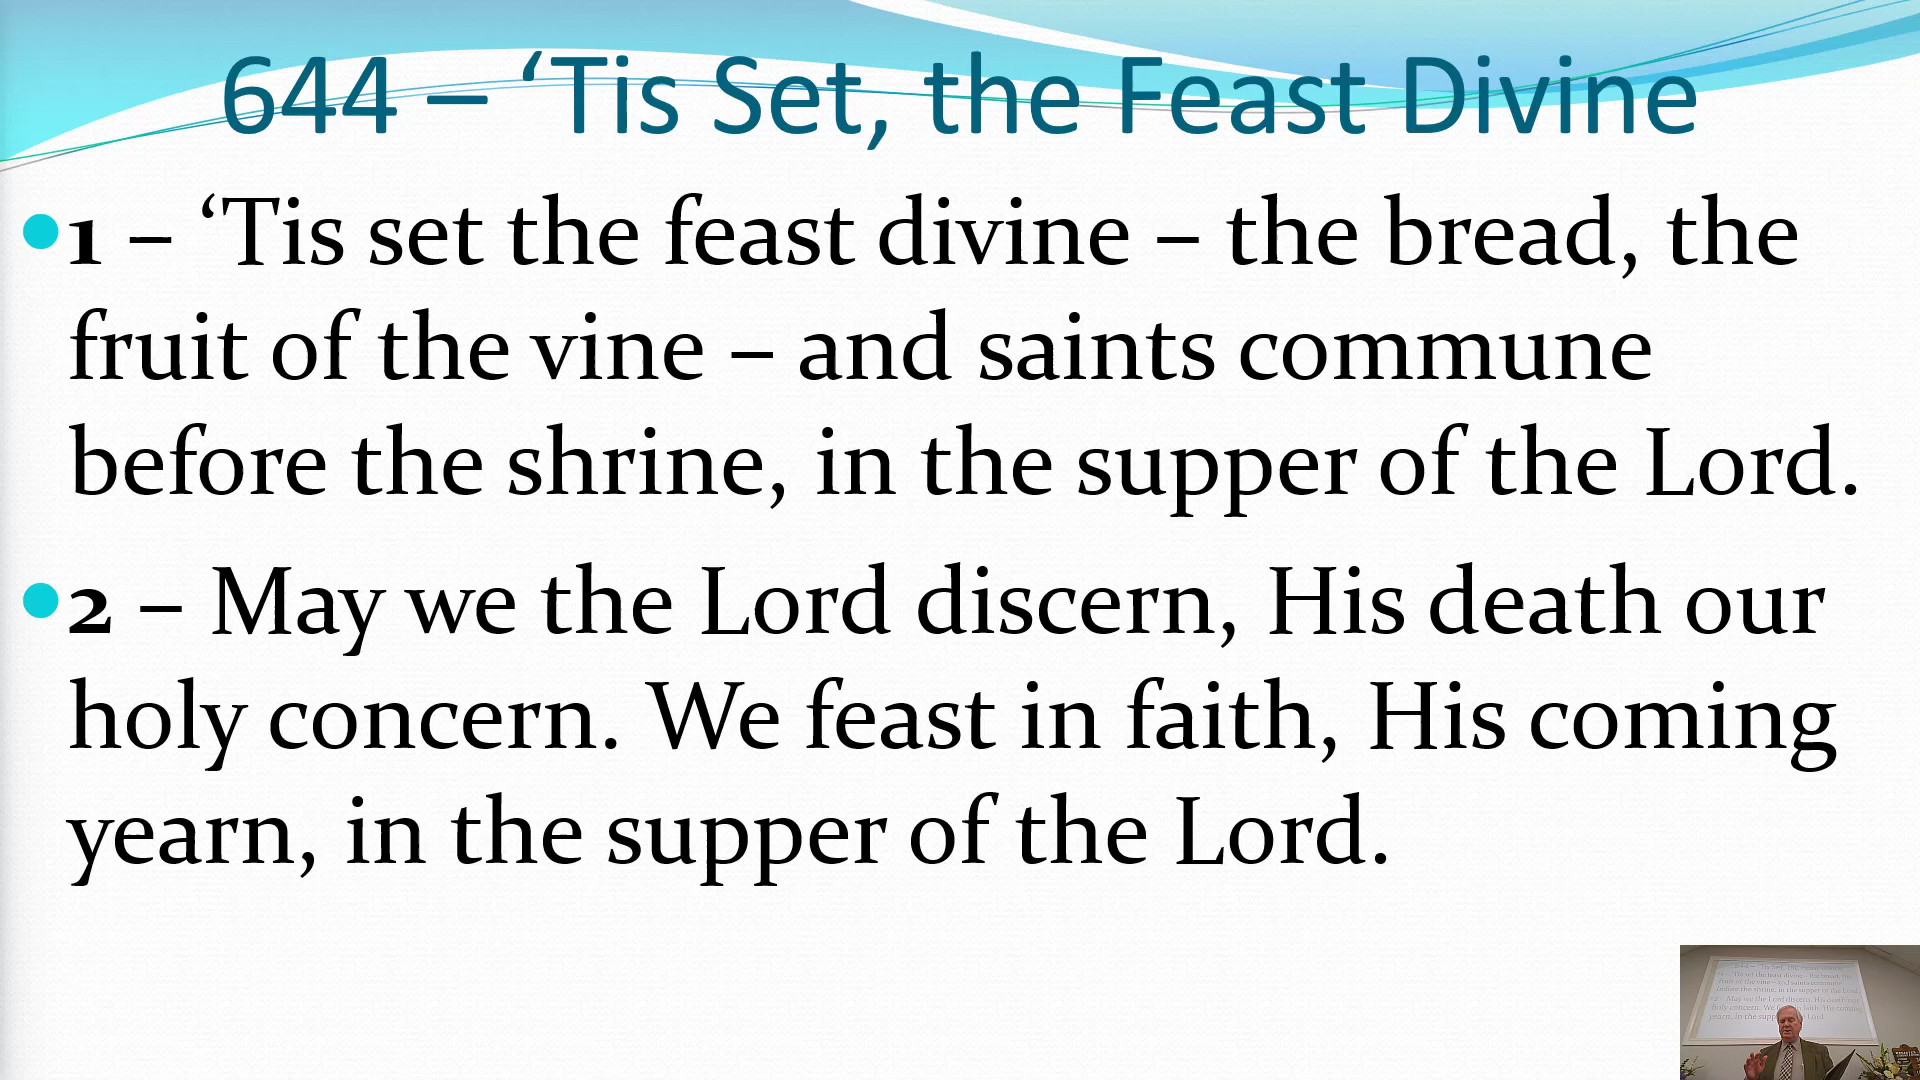 644 – ‘Tis Set, the Feast Divine
1 – ‘Tis set the feast divine – the bread, the
fruit of the vine – and saints commune
before the shrine, in the supper of the Lord.
2 – May we the Lord discern, His death our
holy concern. We feast in faith, His coming
yearn, in the supper of the Lord.